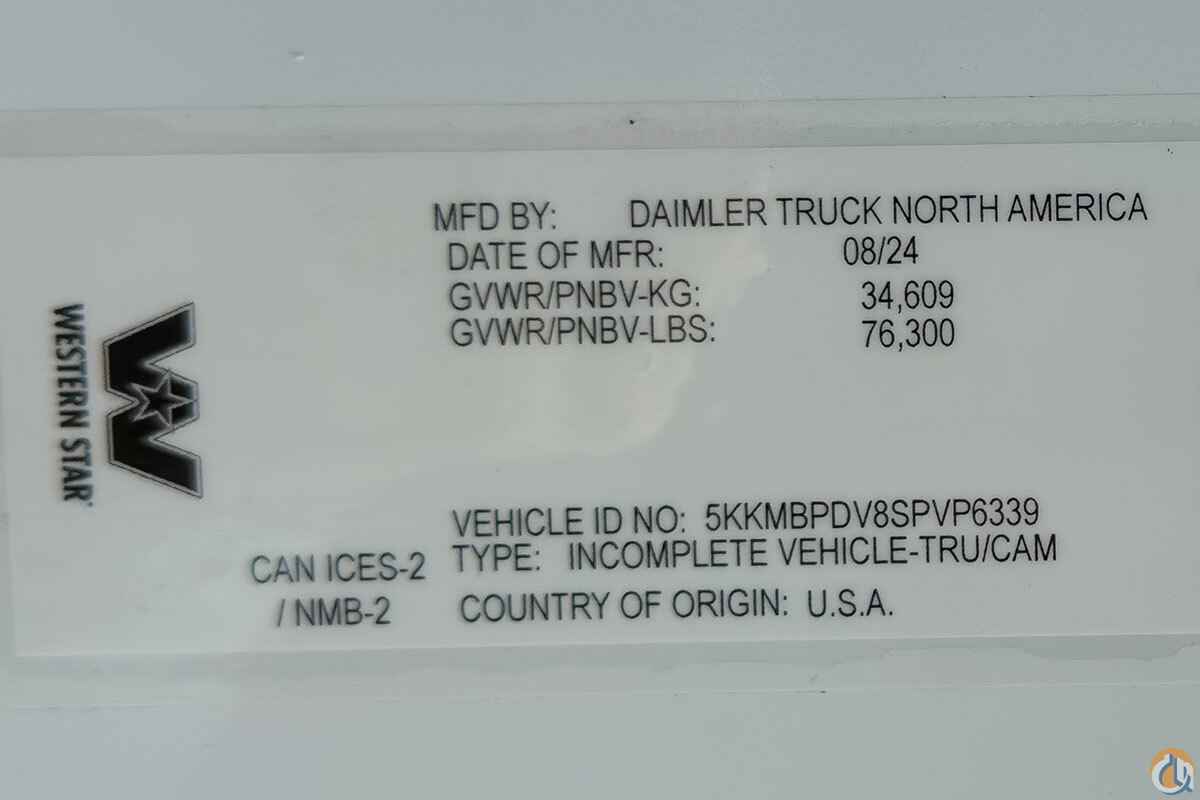 MFD BY: DAIMLER TRUCK NORTH AMERICA
DATE OF MFR: 08/24
GVWR/PNBV-KG: 34,609
GVWR/PNBV-LBS: 76,300
WESTERN STAR
VEHICLE ID NO: 5KKMBPDV8SPVP6339
CAN ICES-2 TYPE: INCOMPLETE VEHICLE-TRU/CAM
/ NMB-2 COUNTRY OF ORIGIN: U.S.A.